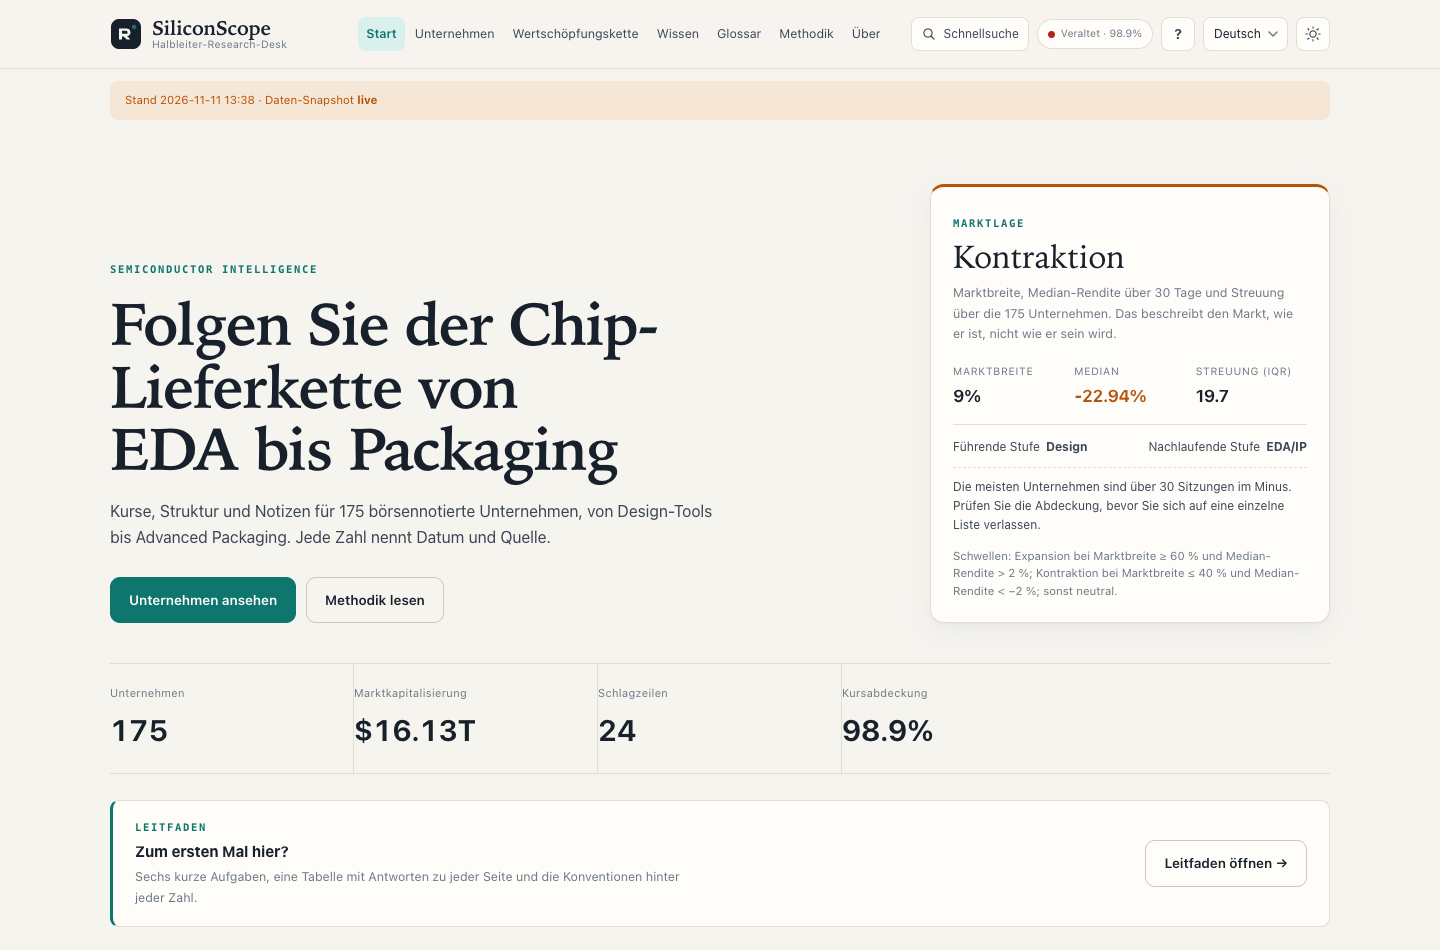 R
SiliconScope
Halbleiter-Research-Desk
Start
Unternehmen
Wertschöpfungskette
Wissen
Glossar
Methodik
Über
Schnellsuche
Veraltet · 98.9%
?
Deutsch
Stand 2026-11-11 13:38 · Daten-Snapshot live
SEMICONDUCTOR INTELLIGENCE
Folgen Sie der Chip-
Lieferkette von
EDA bis Packaging
Kurse, Struktur und Notizen für 175 börsennotierte Unternehmen, von Design-Tools
bis Advanced Packaging. Jede Zahl nennt Datum und Quelle.
Unternehmen ansehen
Methodik lesen
MARKTLAGE
Kontraktion
Marktbreite, Median-Rendite über 30 Tage und Streuung
über die 175 Unternehmen. Das beschreibt den Markt, wie
er ist, nicht wie er sein wird.
MARKTBREITE
9%
MEDIAN
-22.94%
STREUUNG (IQR)
19.7
Führende Stufe Design
Nachlaufende Stufe EDA/IP
Die meisten Unternehmen sind über 30 Sitzungen im Minus.
Prüfen Sie die Abdeckung, bevor Sie sich auf eine einzelne
Liste verlassen.
Schwellen: Expansion bei Marktbreite ≥ 60 % und Median-
Rendite > 2 %; Kontraktion bei Marktbreite ≤ 40 % und Median-
Rendite < −2 %; sonst neutral.
Unternehmen
175
Marktkapitalisierung
$16.13T
Schlagzeilen
24
Kursabdeckung
98.9%
LEITFADEN
Zum ersten Mal hier?
Sechs kurze Aufgaben, eine Tabelle mit Antworten zu jeder Seite und die Konventionen hinter
jeder Zahl.
Leitfaden öffnen →